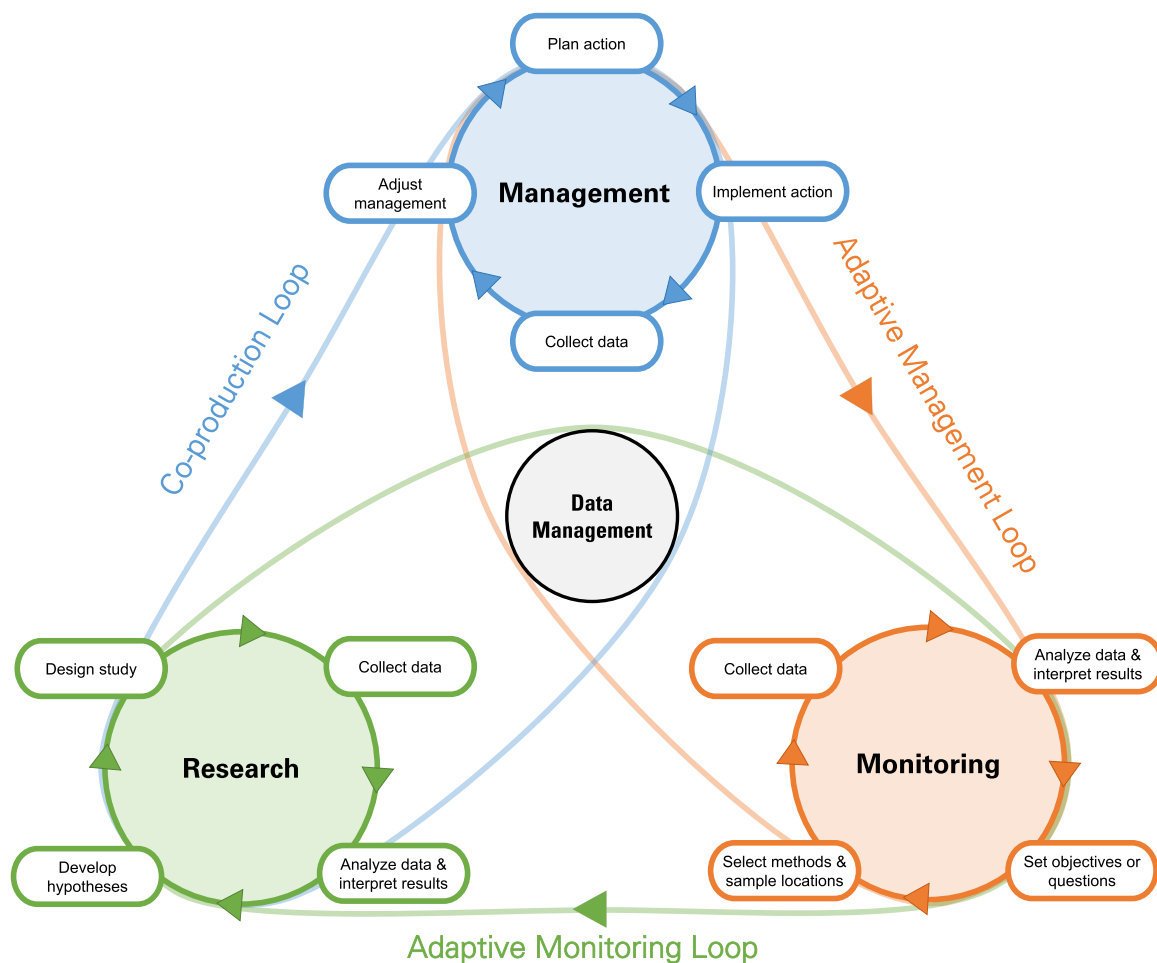 Plan action
Adjust
management
Management
Implement action
Collect data
Co-production Loop
Adaptive Management Loop
Data
Management
Design study
Collect data
Research
Develop
hypotheses
Analyze data &
interpret results
Collect data
Analyze data &
interpret results
Monitoring
Select methods &
sample locations
Set objectives or
questions
Adaptive Monitoring Loop